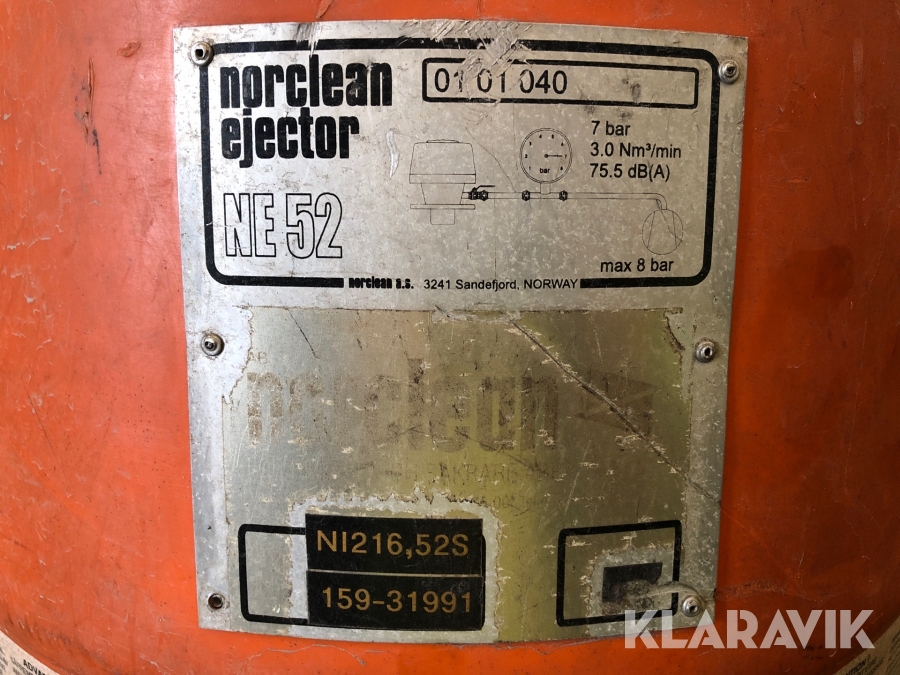 norclean
ejector
01 01 040
NE 52
7 bar
3.0 Nm³/min
75.5 dB(A)
bar
max 8 bar
norclean a.s. 3241 Sandefjord, NORWAY
norclean
NI216,52S
159-31991
KLARAVIK